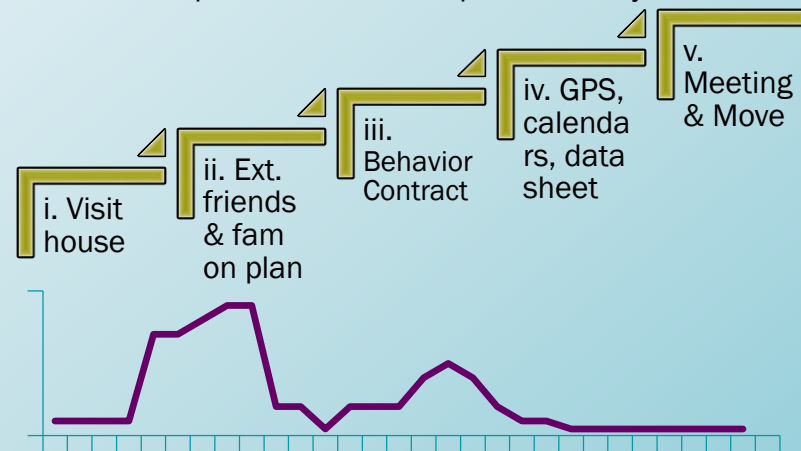 i. Visit
house
ii. Ext.
friends
& fam
on plan
iii.
Behavior
Contract
iv. GPS,
calenda
rs, data
sheet
v.
Meeting
& Move